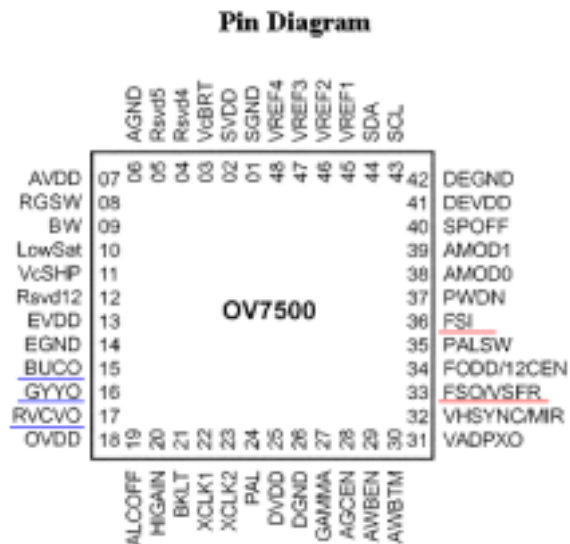 Pin Diagram
AGND
Rsvd5
Rsvd4
VcBRT
SVDD
SGND
VREF4
VREF3
VREF2
VREF1
SDA
SCL
06 05 04 03 02 01 48 47 46 45 44 43
AVDD 07 42 DEGND
RGSW 08 41 DEVDD
BW 09 40 SPOFF
LowSat 10 39 AMOD1
VcSHP 11 38 AMOD0
Rsvd12 12 37 PWDN
OV7500
EVDD 13 36 FSI
EGND 14 35 PALSW
BUCO 15 34 FODD/12CEN
GYYO 16 33 FSO/VSFR
RVCVO 17 32 VHSYNC/MIR
OVDD 18 31 VADPXO
19 20 21 22 23 24 25 26 27 28 29 30
ALCOFF
HIGAIN
BKLT
XCLK1
XCLK2
PAL
DVDD
DGND
GAMMA
AGCEN
AWBEN
AWBTM